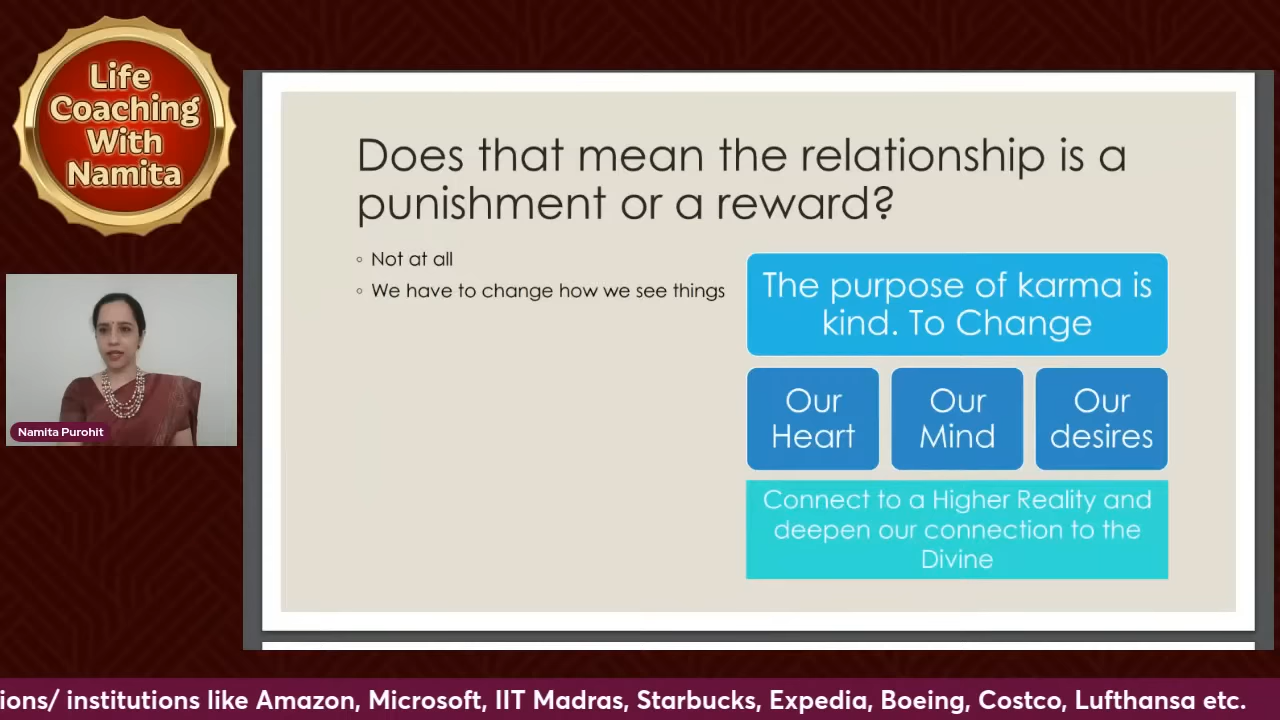 Life
Coaching
With
Namita
Namita Purohit
Does that mean the relationship is a
punishment or a reward?
Not at all
We have to change how we see things
The purpose of karma is
kind. To Change
Our
Heart
Our
Mind
Our
desires
Connect to a Higher Reality and
deepen our connection to the
Divine
ions/ institutions like Amazon, Microsoft, IIT Madras, Starbucks, Expedia, Boeing, Costco, Lufthansa etc.